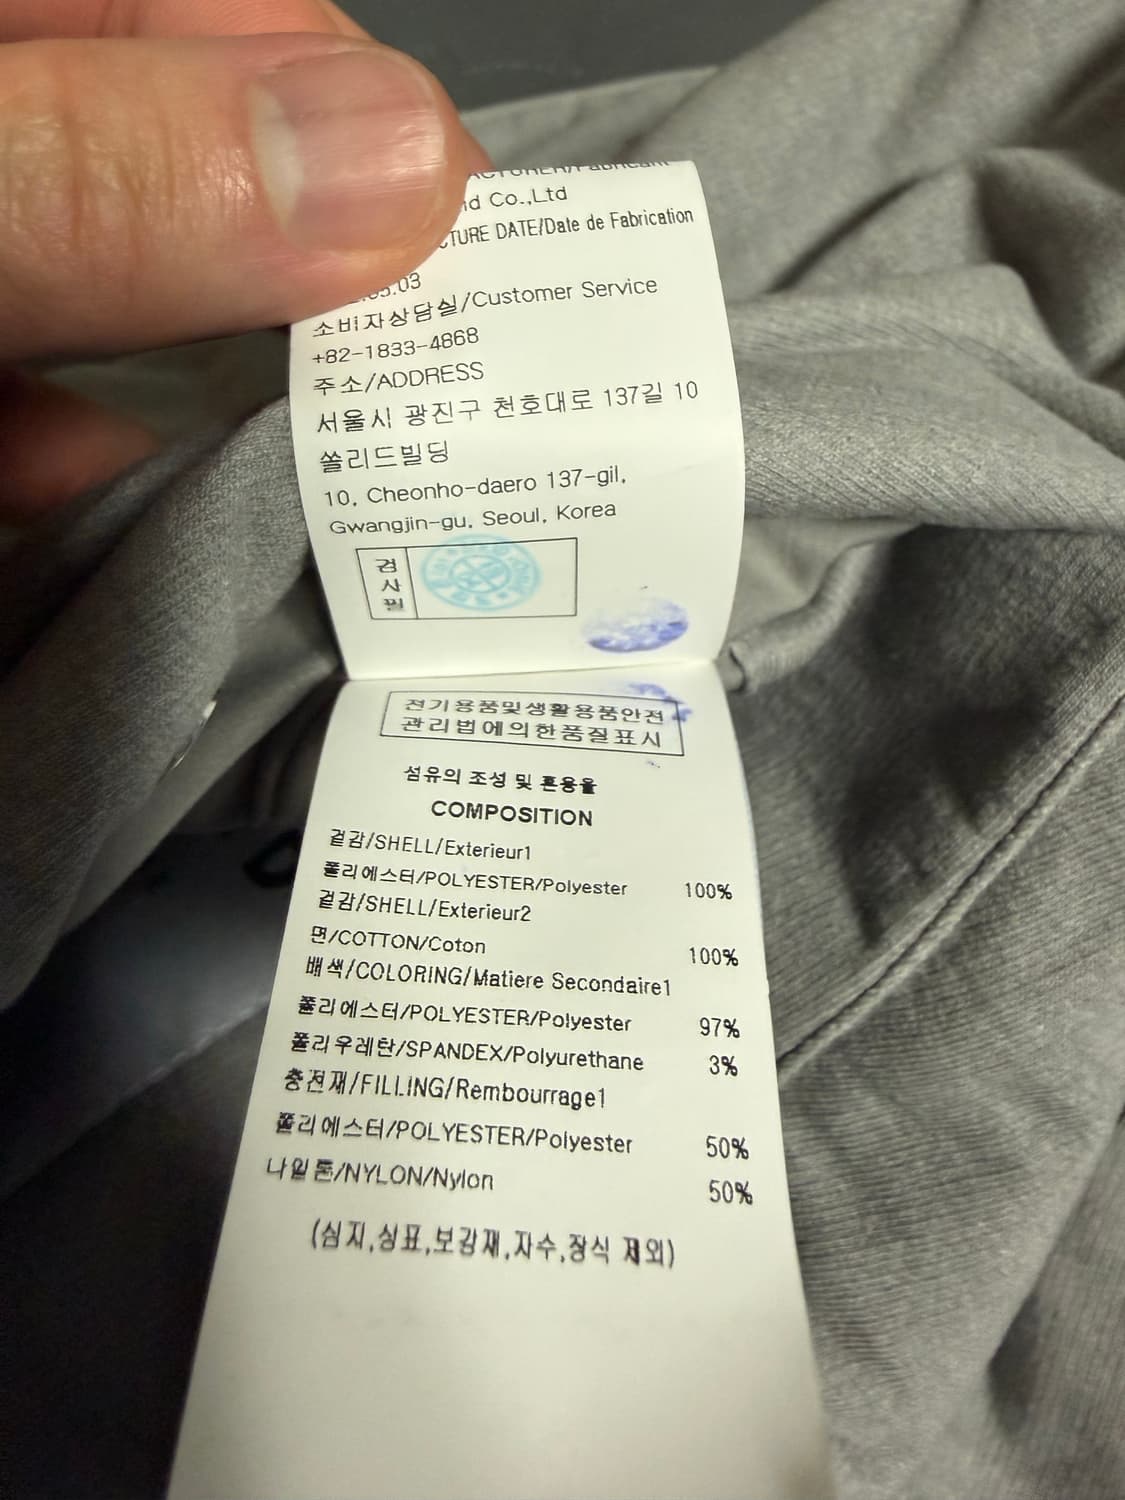 Co.,Ltd
DATE/Date de Fabrication
소비자상담실/Customer Service
+82-1833-4868
주소/ADDRESS
서울시 광진구 천호대로 137길 10
쏠리드빌딩
10, Cheonho-daero 137-gil,
Gwangjin-gu, Seoul, Korea
검사필
전기용품및생활용품안전
관리법에의한품질표시
섬유의 조성 및 혼용율
COMPOSITION
겉감/SHELL/Exterieur1
폴리에스터/POLYESTER/Polyester 100%
겉감/SHELL/Exterieur2
면/COTTON/Coton 100%
배색/COLORING/Matiere Secondaire1
폴리에스터/POLYESTER/Polyester 97%
폴리우레탄/SPANDEX/Polyurethane 3%
충전재/FILLING/Rembourrage1
폴리에스터/POLYESTER/Polyester 50%
나일론/NYLON/Nylon 50%
(심지,심표,보강재,자수,장식 제외)